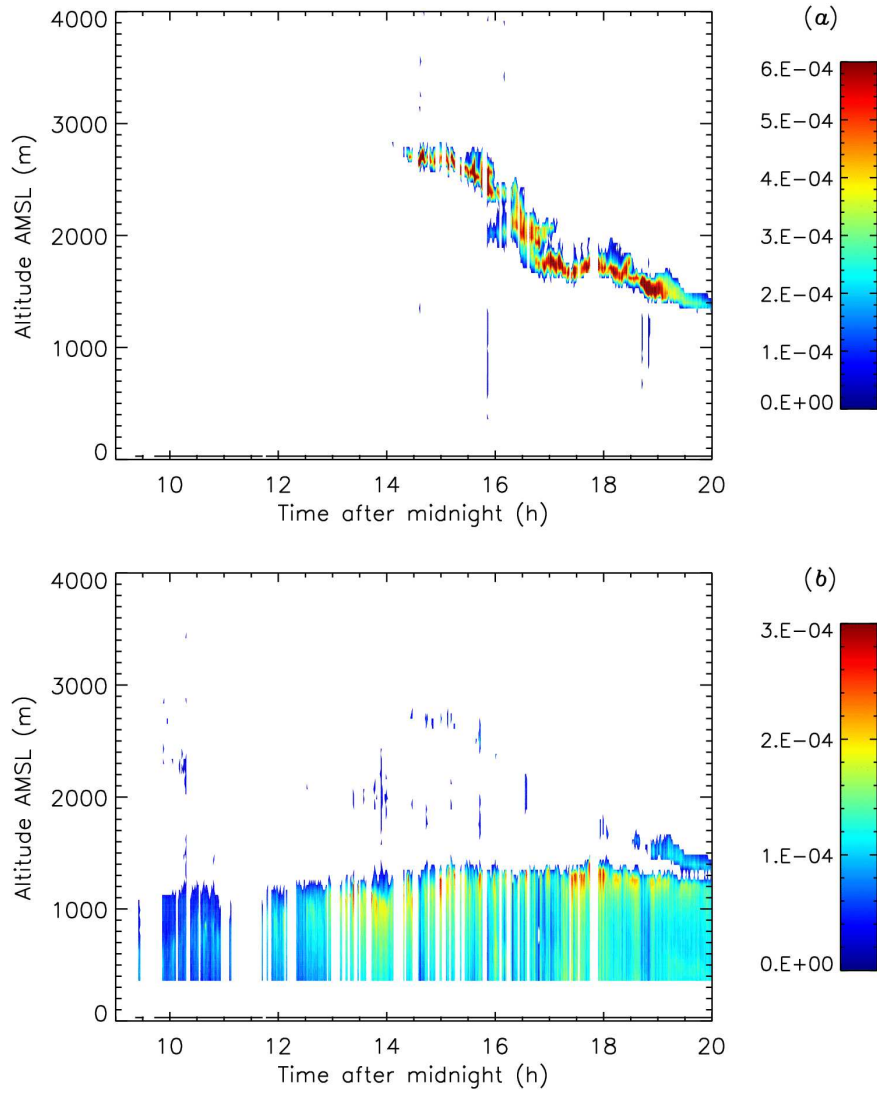 (a)
4000
3000
2000
1000
0
Altitude AMSL (m)
10 12 14 16 18 20
Time after midnight (h)
6.E-04
5.E-04
4.E-04
3.E-04
2.E-04
1.E-04
0.E+00
(b)
4000
3000
2000
1000
0
Altitude AMSL (m)
10 12 14 16 18 20
Time after midnight (h)
3.E-04
2.E-04
1.E-04
0.E+00